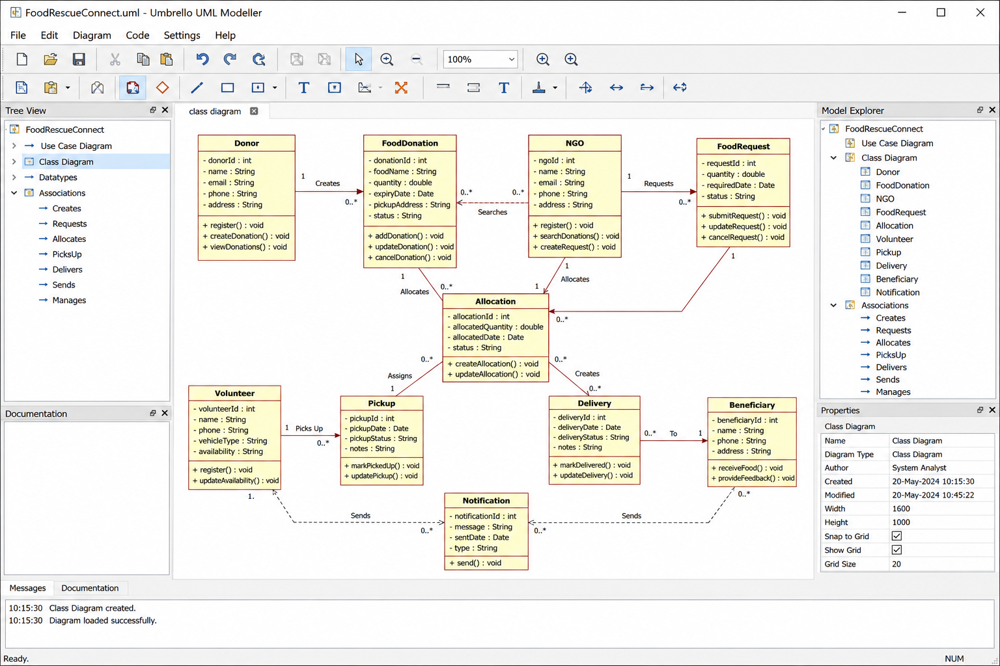 FoodRescueConnect.uml - Umbrello UML Modeller
File Edit Diagram Code Settings Help
100%
T T
Tree View
FoodRescueConnect
Use Case Diagram
Class Diagram
Datatypes
Associations
Creates
Requests
Allocates
PicksUp
Delivers
Sends
Manages
Documentation
class diagram
Donor
- donorId : int
- name : String
- email : String
- phone : String
- address : String
+ register() : void
+ createDonation() : void
+ viewDonations() : void
1
Creates
0..*
FoodDonation
- donationId : int
- foodName : String
- quantity : double
- expiryDate : Date
- pickupAddress : String
- status : String
+ addDonation() : void
+ updateDonation() : void
+ cancelDonation() : void
0..* 0..*
Searches
NGO
- ngoId : int
- name : String
- email : String
- phone : String
- address : String
+ register() : void
+ searchDonations() : void
+ createRequest() : void
1
Requests
0..*
FoodRequest
- requestId : int
- quantity : double
- requiredDate : Date
- status : String
+ submitRequest() : void
+ updateRequest() : void
+ cancelRequest() : void
1
Allocates
0..*
1
Allocates
1
1
0..*
Allocation
- allocationId : int
- allocatedQuantity : double
- allocatedDate : Date
- status : String
+ createAllocation() : void
+ updateAllocation() : void
0..*
Assigns
1
0..*
Creates
0..*
Volunteer
- volunteerId : int
- name : String
- phone : String
- vehicleType : String
- availability : String
+ register() : void
+ updateAvailability() : void
1 Picks Up
0..*
Pickup
- pickupId : int
- pickupDate : Date
- pickupStatus : String
- notes : String
+ markPickedUp() : void
+ updatePickup() : void
Delivery
- deliveryId : int
- deliveryDate : Date
- deliveryStatus : String
- notes : String
+ markDelivered() : void
+ updateDelivery() : void
0..* To 1
Beneficiary
- beneficiaryId : int
- name : String
- phone : String
- address : String
+ receiveFood() : void
+ provideFeedback() : void
1.
Sends
0..*
Notification
- notificationId : int
- message : String
- sentDate : Date
- type : String
+ send() : void
0..*
Sends
0..*
Model Explorer
FoodRescueConnect
Use Case Diagram
Class Diagram
Donor
FoodDonation
NGO
FoodRequest
Allocation
Volunteer
Pickup
Delivery
Beneficiary
Notification
Associations
Creates
Requests
Allocates
PicksUp
Delivers
Sends
Manages
Properties
Class Diagram
Name Class Diagram
Diagram Type Class Diagram
Author System Analyst
Created 20-May-2024 10:15:30
Modified 20-May-2024 10:45:22
Width 1600
Height 1000
Snap to Grid
Show Grid
Grid Size 20
Messages Documentation
10:15:30 Class Diagram created.
10:15:30 Diagram loaded successfully.
Ready. NUM